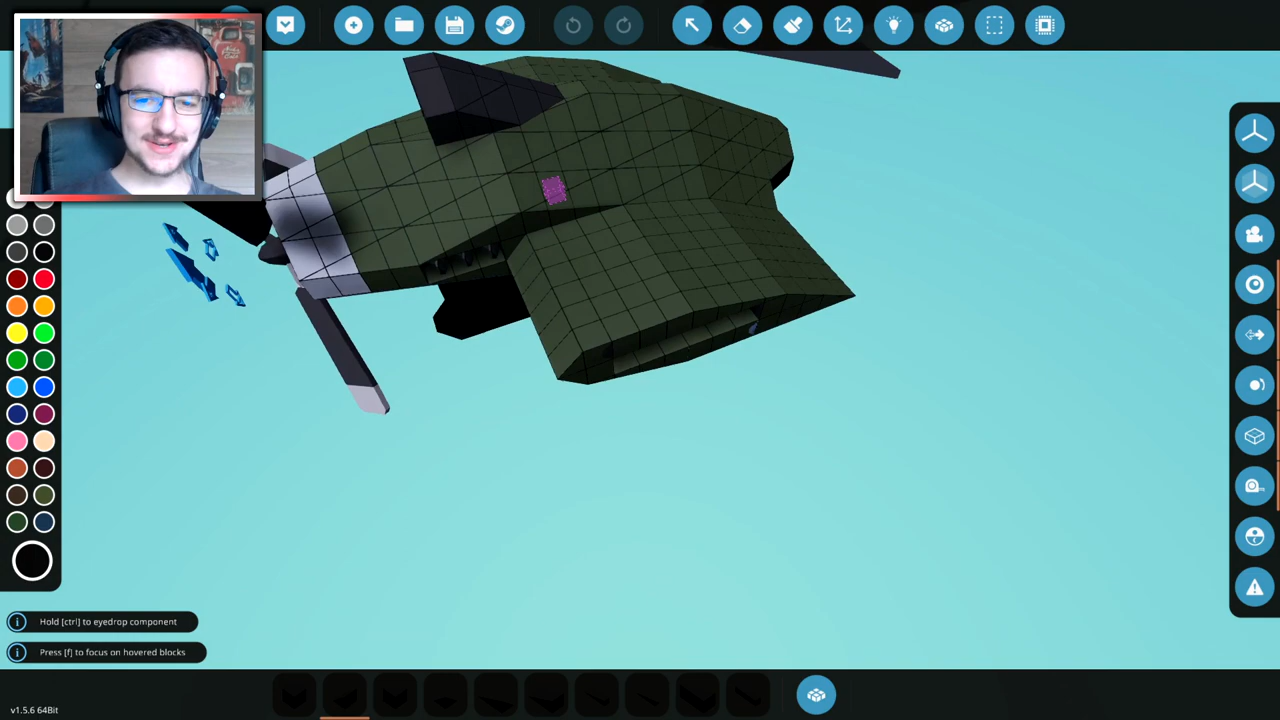 Hold [ctrl] to eyedrop component
Press [f] to focus on hovered blocks
v1.5.6 64Bit